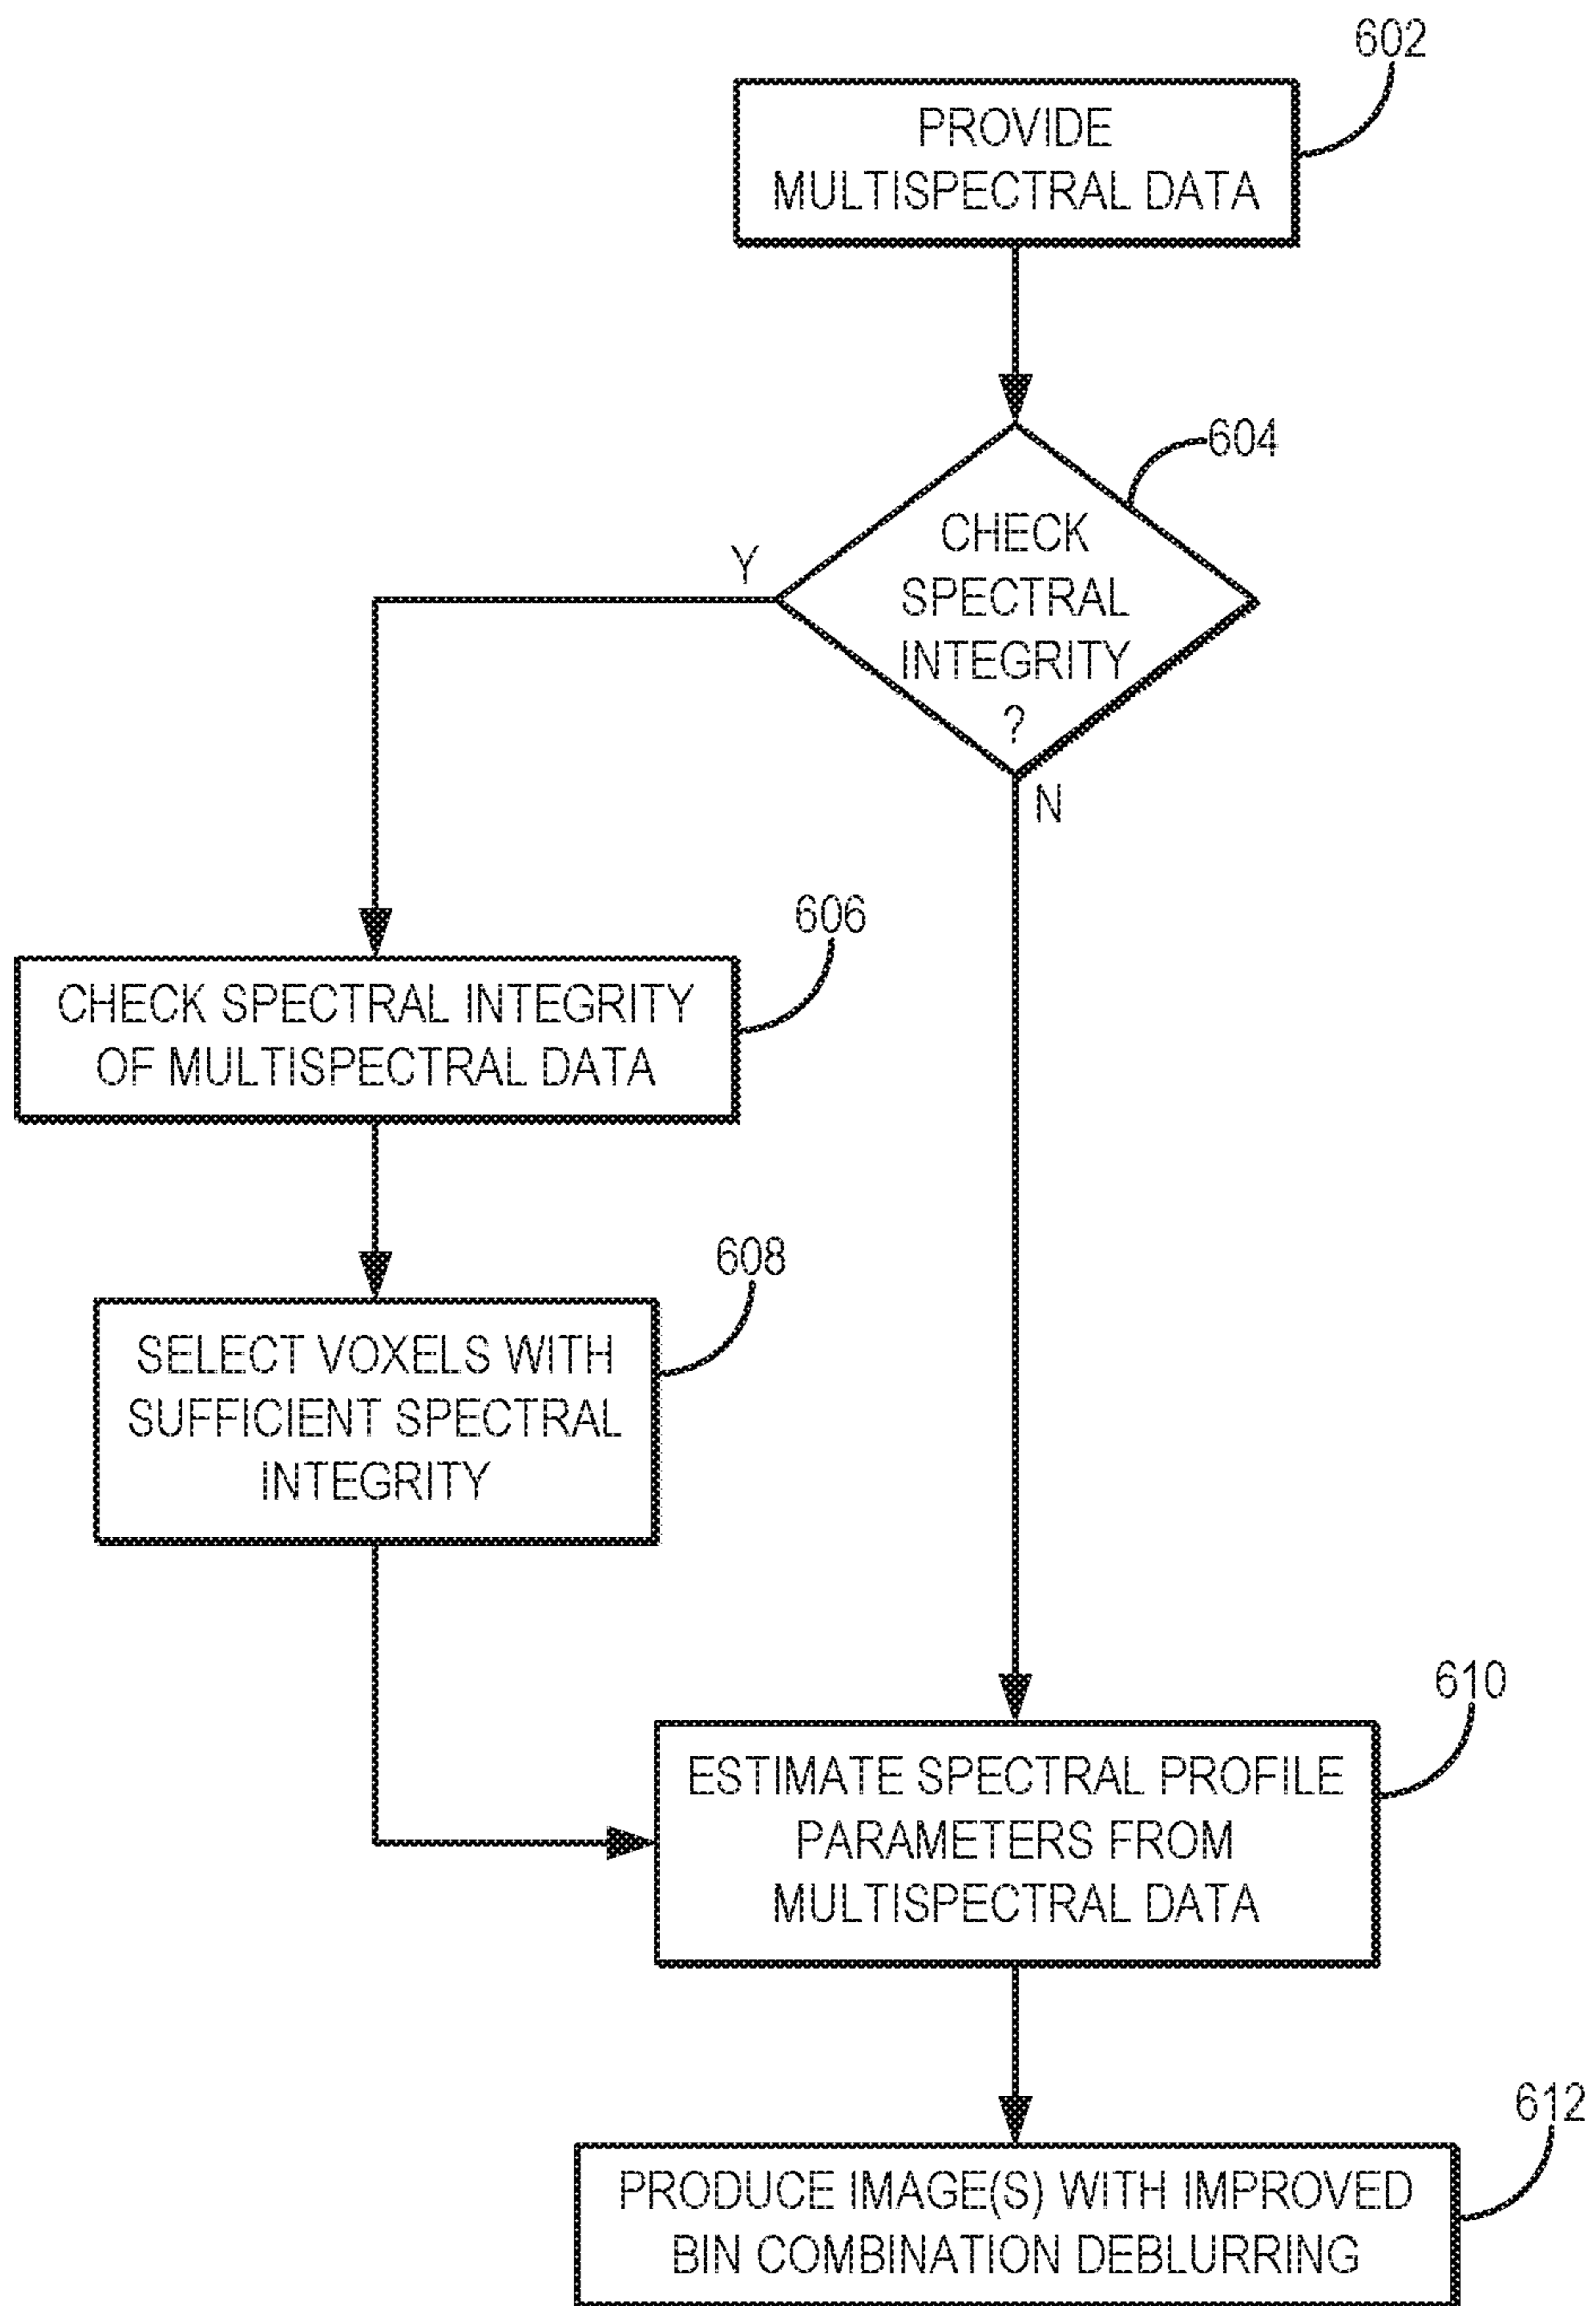 602
PROVIDE
MULTISPECTRAL DATA
604
CHECK
SPECTRAL
INTEGRITY
?
Y
N
606
CHECK SPECTRAL INTEGRITY
OF MULTISPECTRAL DATA
608
SELECT VOXELS WITH
SUFFICIENT SPECTRAL
INTEGRITY
610
ESTIMATE SPECTRAL PROFILE
PARAMETERS FROM
MULTISPECTRAL DATA
612
PRODUCE IMAGE(S) WITH IMPROVED
BIN COMBINATION DEBLURRING